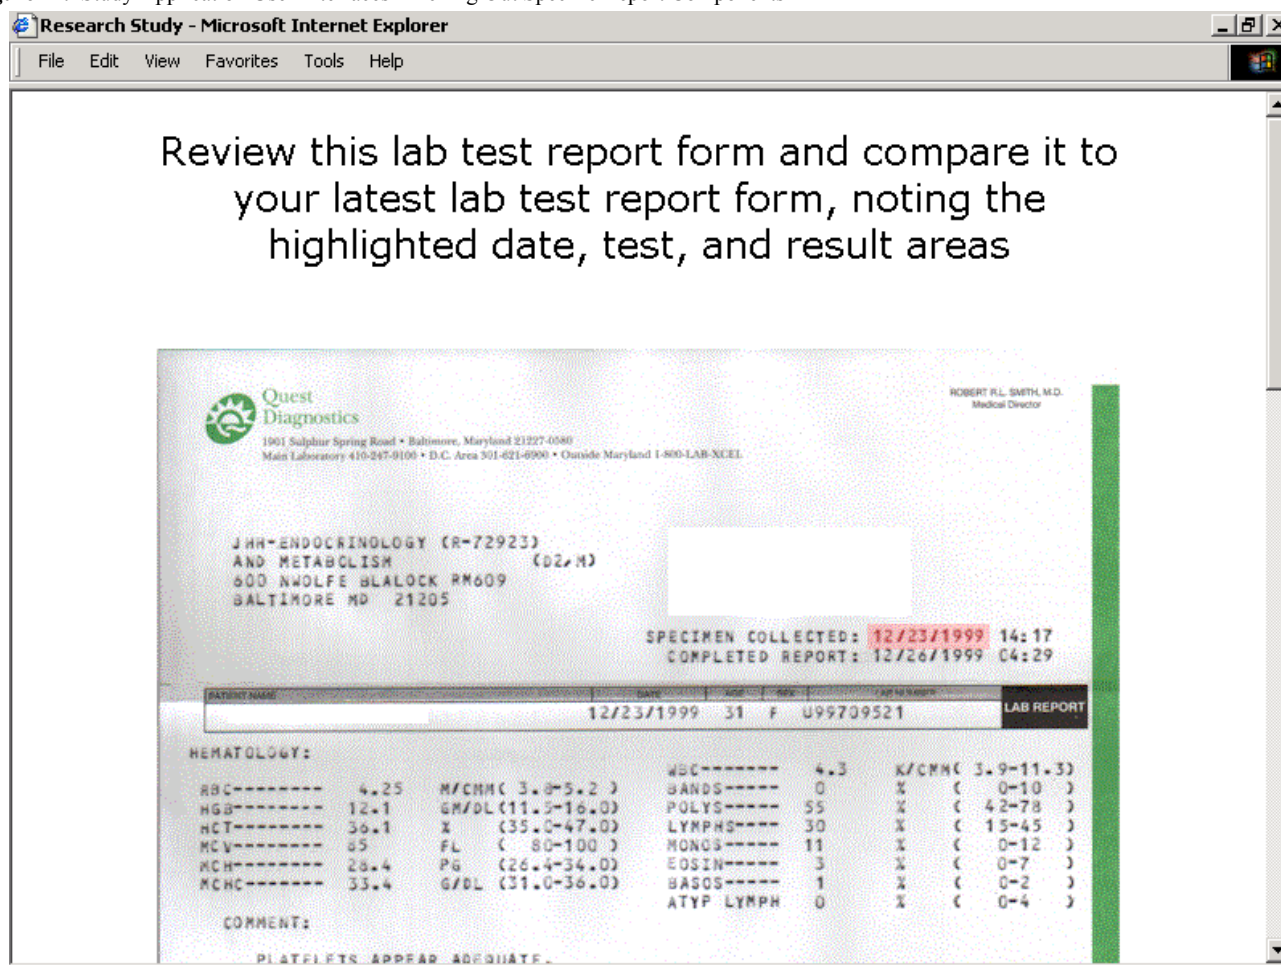 Research Study - Microsoft Internet Explorer
File Edit View Favorites Tools Help
Review this lab test report form and compare it to
your latest lab test report form, noting the
highlighted date, test, and result areas
Quest
Diagnostics
ROBERT R.L. SMITH, M.D.
Medical Director
1901 Sulphur Spring Road • Baltimore, Maryland 21227-0580
Main Laboratory 410-247-9100 • D.C. Area 301-621-6900 • Outside Maryland 1-800-LAB-XCEL
JHH-ENDOCRINOLOGY (R-72923)
AND METABOLISM (D2/M)
600 NWOLFE BLALOCK RM609
BALTIMORE MD 21205
SPECIMEN COLLECTED: 12/23/1999 14:17
COMPLETED REPORT: 12/26/1999 04:29
PATIENT NAME DATE AGE SEX LAB NUMBER
12/23/1999 31 F U99709521 LAB REPORT
HEMATOLOGY:
WBC------- 4.3 K/CMM( 3.9-11.3)
RBC-------- 4.25 M/CMM( 3.8-5.2 ) BANDS----- 0 % ( 0-10 )
HGB-------- 12.1 GM/DL(11.5-16.0) POLYS----- 55 % ( 42-78 )
HCT-------- 36.1 % (35.0-47.0) LYMPHS---- 30 % ( 15-45 )
MCV-------- 85 FL ( 80-100 ) MONOS----- 11 % ( 0-12 )
MCH-------- 28.4 PG (26.4-34.0) EOSIN----- 3 % ( 0-7 )
MCHC------- 33.4 G/DL (31.0-36.0) BASOS----- 1 % ( 0-2 )
ATYP LYMPH 0 % ( 0-4 )
COMMENT:
PLATELETS APPEAR ADEQUATE.